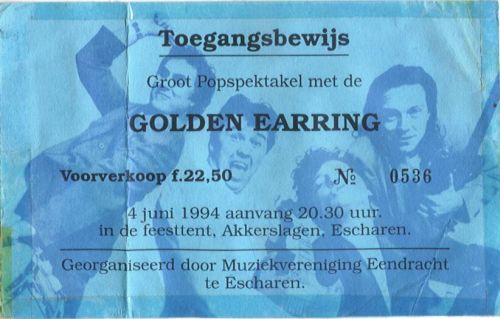 Toegangsbewijs
Groot Popspektakel met de
GOLDEN EARRING
Voorverkoop f.22,50 № 0536
4 juni 1994 aanvang 20.30 uur.
in de feesttent, Akkerslagen, Escharen.
Georganiseerd door Muziekvereniging Eendracht
te Escharen.